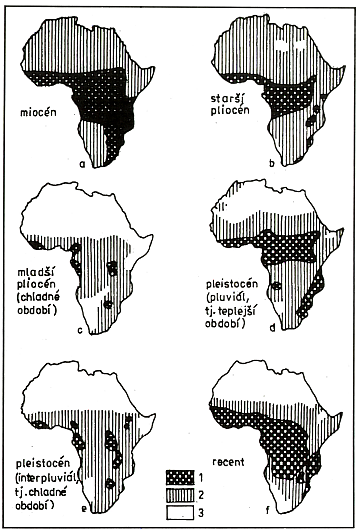 miocén
a
starší
pliocén
b
mladší
pliocén
(chladné
období)
c
pleistocén
(pluviál,
tj. teplejší
období)
d
pleistocén
(interpluviál,
tj. chladné
období)
e
recent
f
1
2
3